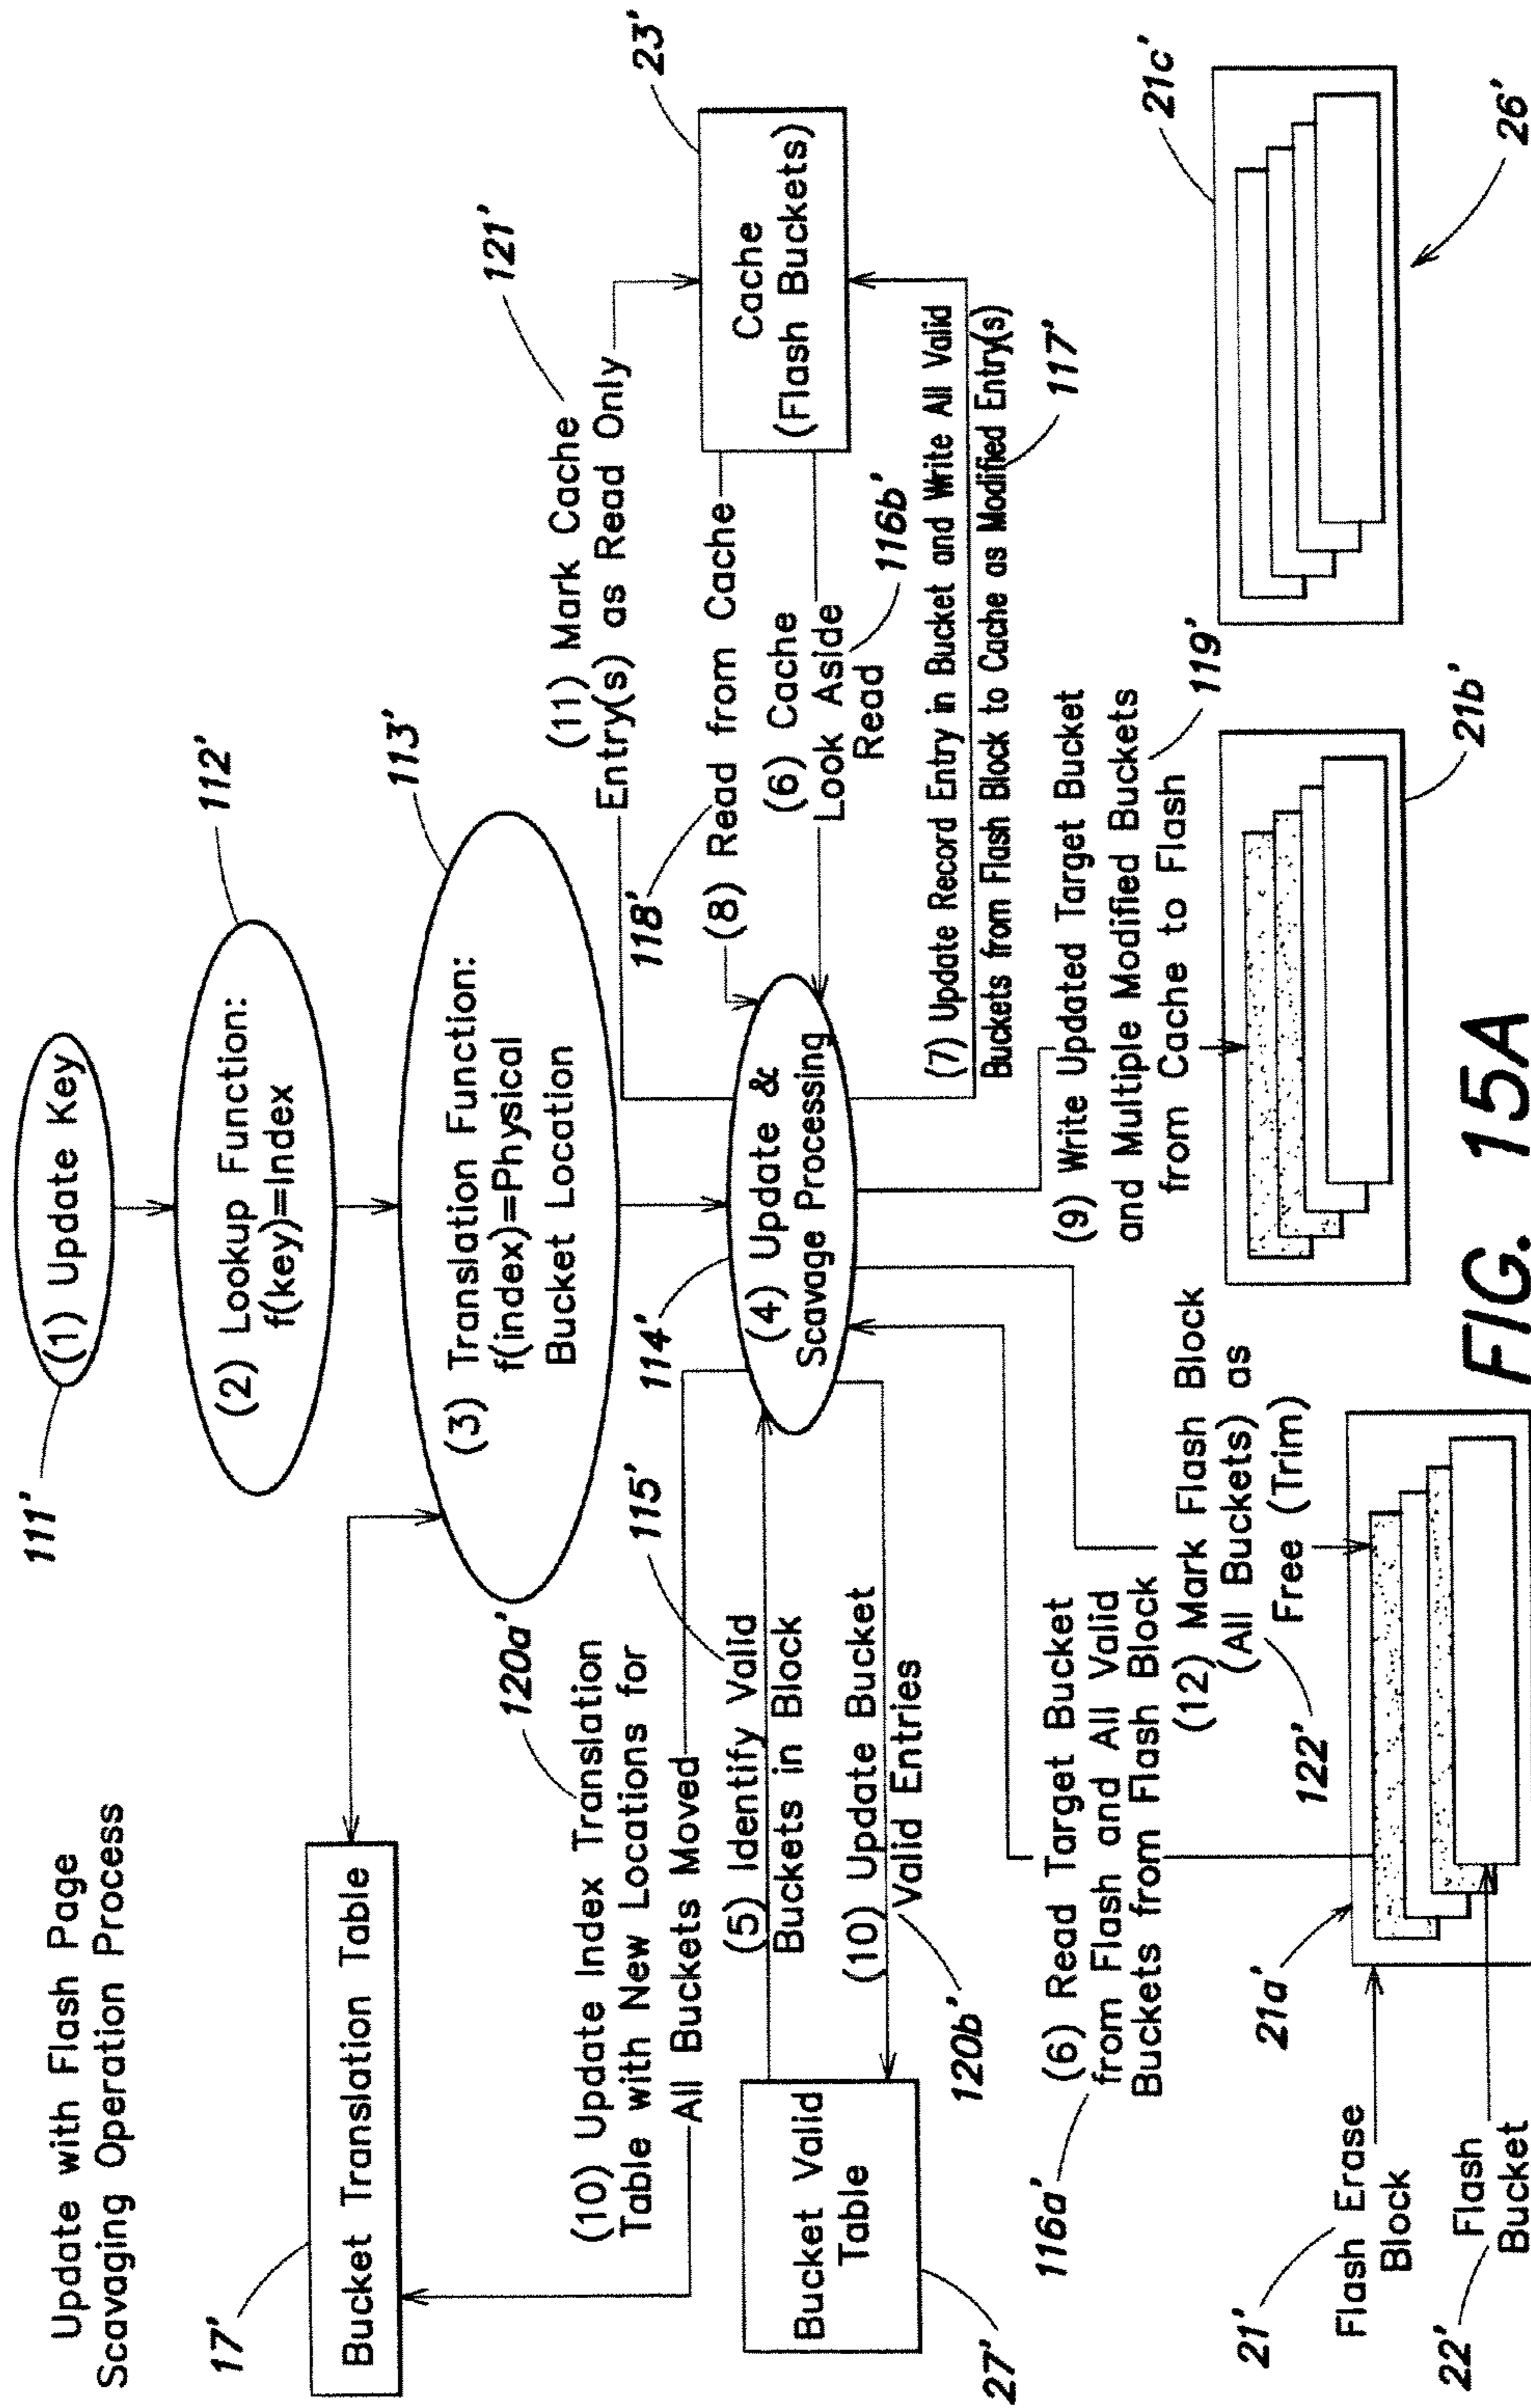 Update with Flash Page
Scavaging Operation Process
111'
(1) Update Key
112'
(2) Lookup Function:
f(key)=Index
113'
(3) Translation Function:
f(index)=Physical
Bucket Location
17'
Bucket Translation Table
120a'
(10) Update Index Translation
Table with New Locations for
All Buckets Moved
115'
(5) Identify Valid
Buckets in Block
(10) Update Bucket
Valid Entries
120b'
Bucket Valid
Table
27'
114'
(4) Update &
Scavage Processing
(11) Mark Cache
Entry(s) as Read Only
121'
118'
(8) Read from Cache
(6) Cache
Look Aside
Read
116b'
Cache
(Flash Buckets)
23'
(7) Update Record Entry in Bucket and Write All Valid
Buckets from Flash Block to Cache as Modified Entry(s)
117'
116a'
(6) Read Target Bucket
from Flash and All Valid
Buckets from Flash Block
(12) Mark Flash Block
(All Buckets) as
Free (Trim)
122'
(9) Write Updated Target Bucket
and Multiple Modified Buckets
from Cache to Flash
119'
21'
Flash Erase
Block
22'
Flash
Bucket
21a'
21b'
21c'
26'
FIG. 15A